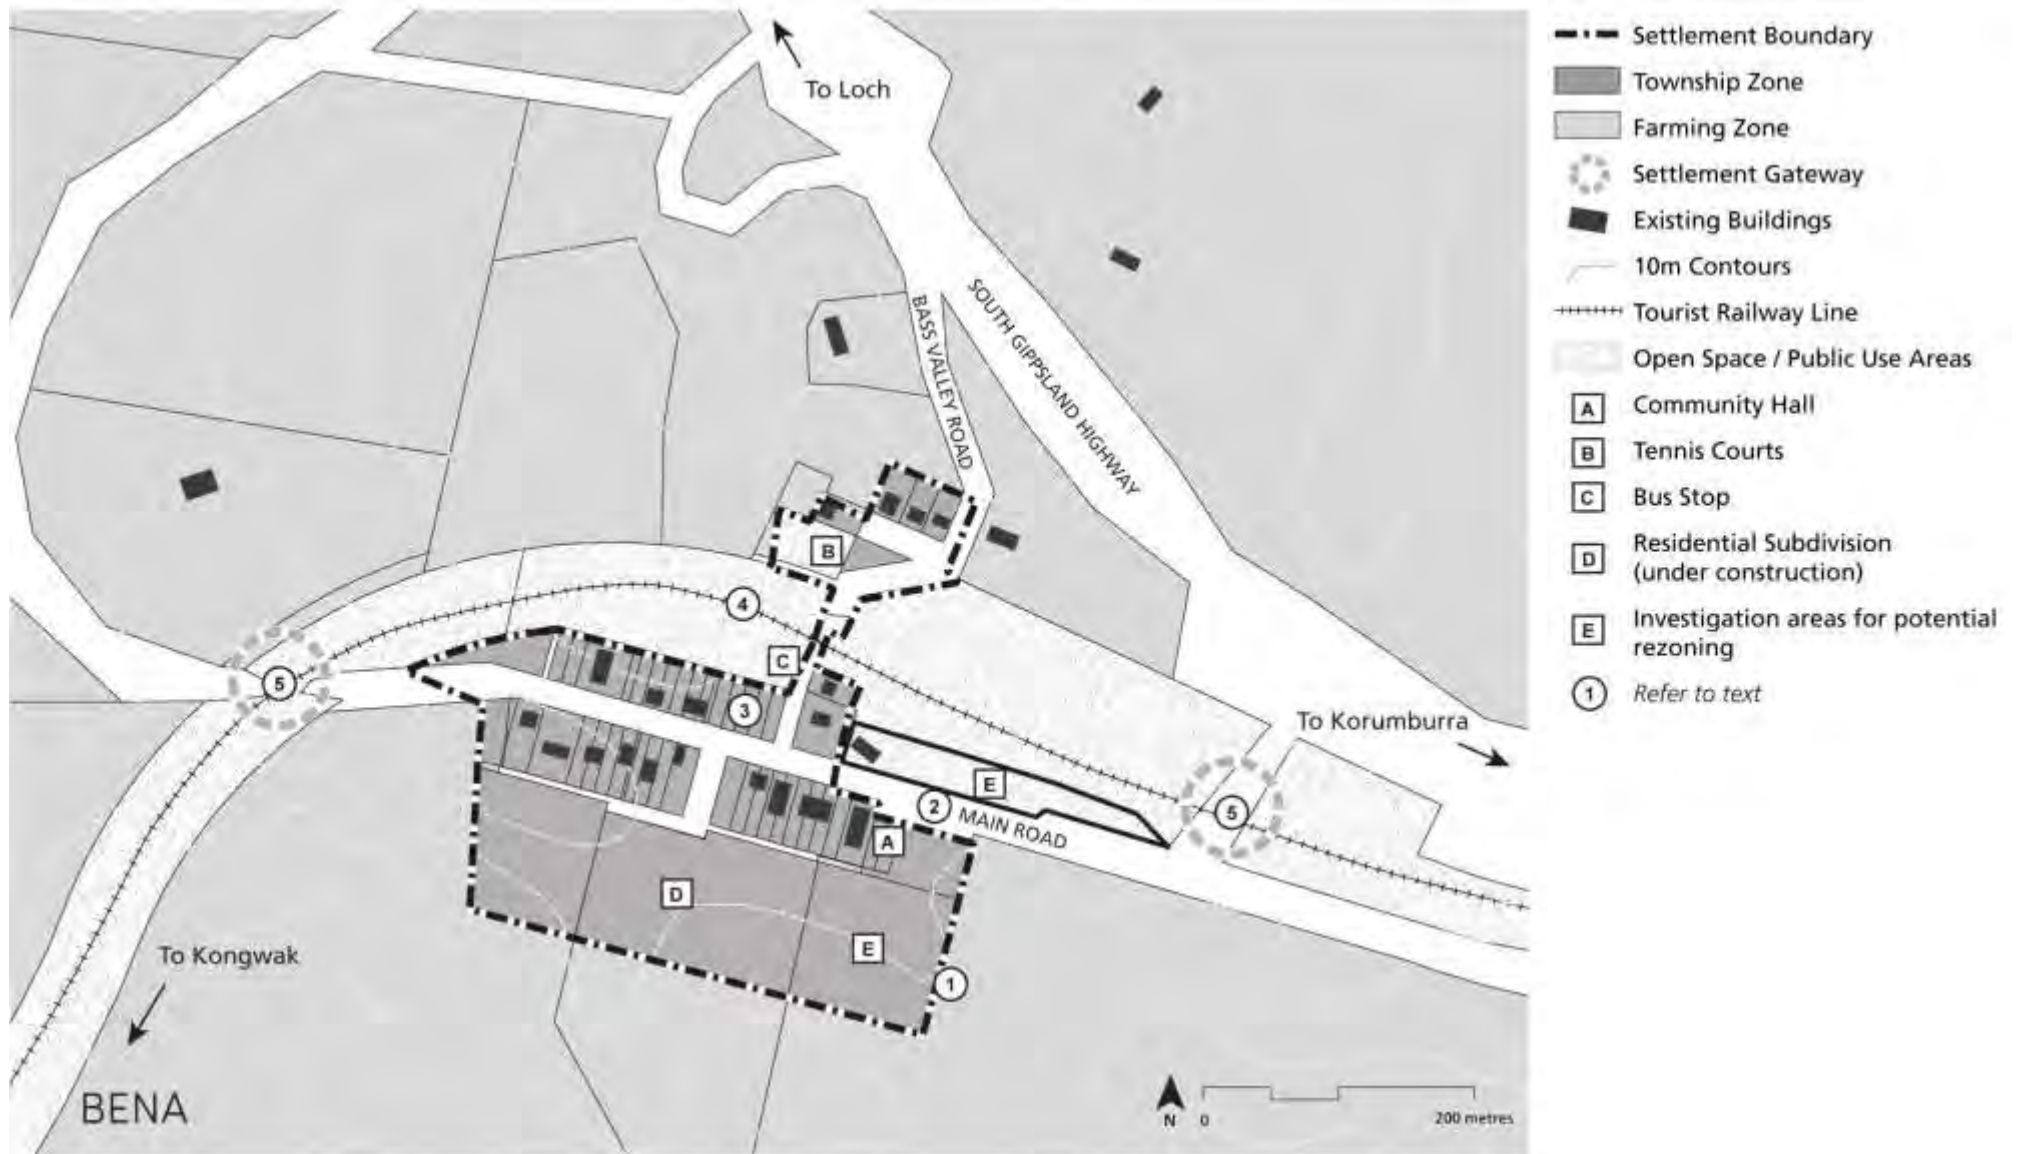 To Loch
BASS VALLEY ROAD
SOUTH GIPPSLAND HIGHWAY
B
4
C
5
3
To Korumburra
E
5
2
MAIN ROAD
A
D
E
1
To Kongwak
BENA
N
0
200 metres
Settlement Boundary
Township Zone
Farming Zone
Settlement Gateway
Existing Buildings
10m Contours
Tourist Railway Line
Open Space / Public Use Areas
A Community Hall
B Tennis Courts
C Bus Stop
D Residential Subdivision
(under construction)
E Investigation areas for potential
rezoning
1 Refer to text